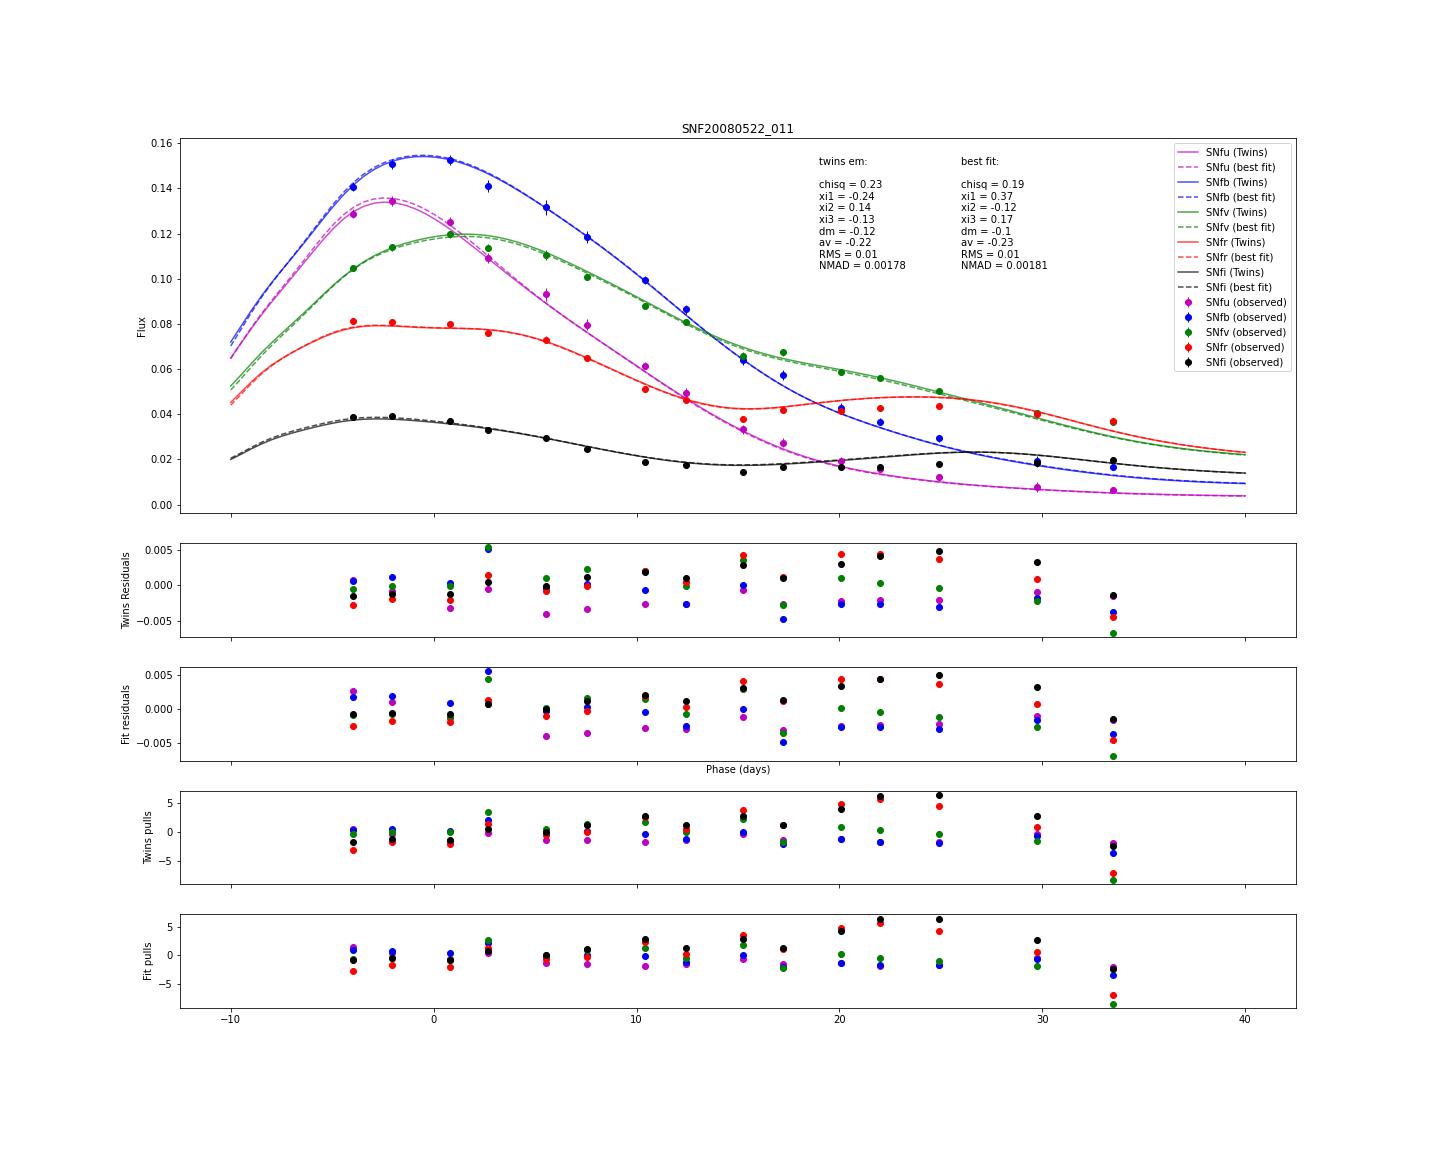 SNF20080522_011
0.16
0.14
0.12
0.10
0.08
0.06
0.04
0.02
0.00
Flux
twins em:
chisq = 0.23
xi1 = -0.24
xi2 = 0.14
xi3 = -0.13
dm = -0.12
av = -0.22
RMS = 0.01
NMAD = 0.00178
best fit:
chisq = 0.19
xi1 = 0.37
xi2 = -0.12
xi3 = 0.17
dm = -0.1
av = -0.23
RMS = 0.01
NMAD = 0.00181
SNfu (Twins)
SNfu (best fit)
SNfb (Twins)
SNfb (best fit)
SNfv (Twins)
SNfv (best fit)
SNfr (Twins)
SNfr (best fit)
SNfi (Twins)
SNfi (best fit)
SNfu (observed)
SNfb (observed)
SNfv (observed)
SNfr (observed)
SNfi (observed)
0.005
0.000
−0.005
Twins Residuals
0.005
0.000
−0.005
Fit residuals
Phase (days)
5
0
−5
Twins pulls
5
0
−5
Fit pulls
−10
0
10
20
30
40